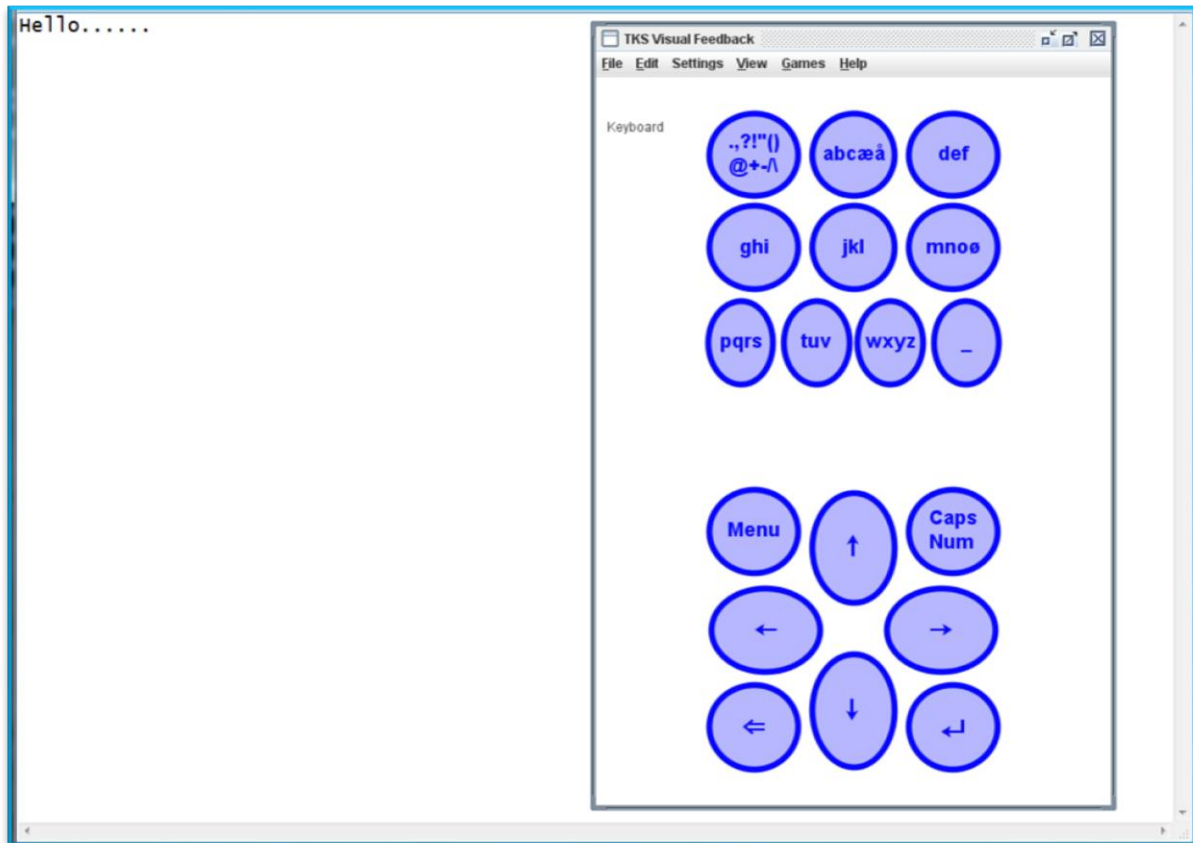 Hello......
TKS Visual Feedback
File Edit Settings View Games Help
Keyboard
.,?!"() 
@+-/\
abcæå
def
ghi
jkl
mnoø
pqrs
tuv
wxyz
_
Menu
↑
Caps
Num
←
→
⇐
↓
↵